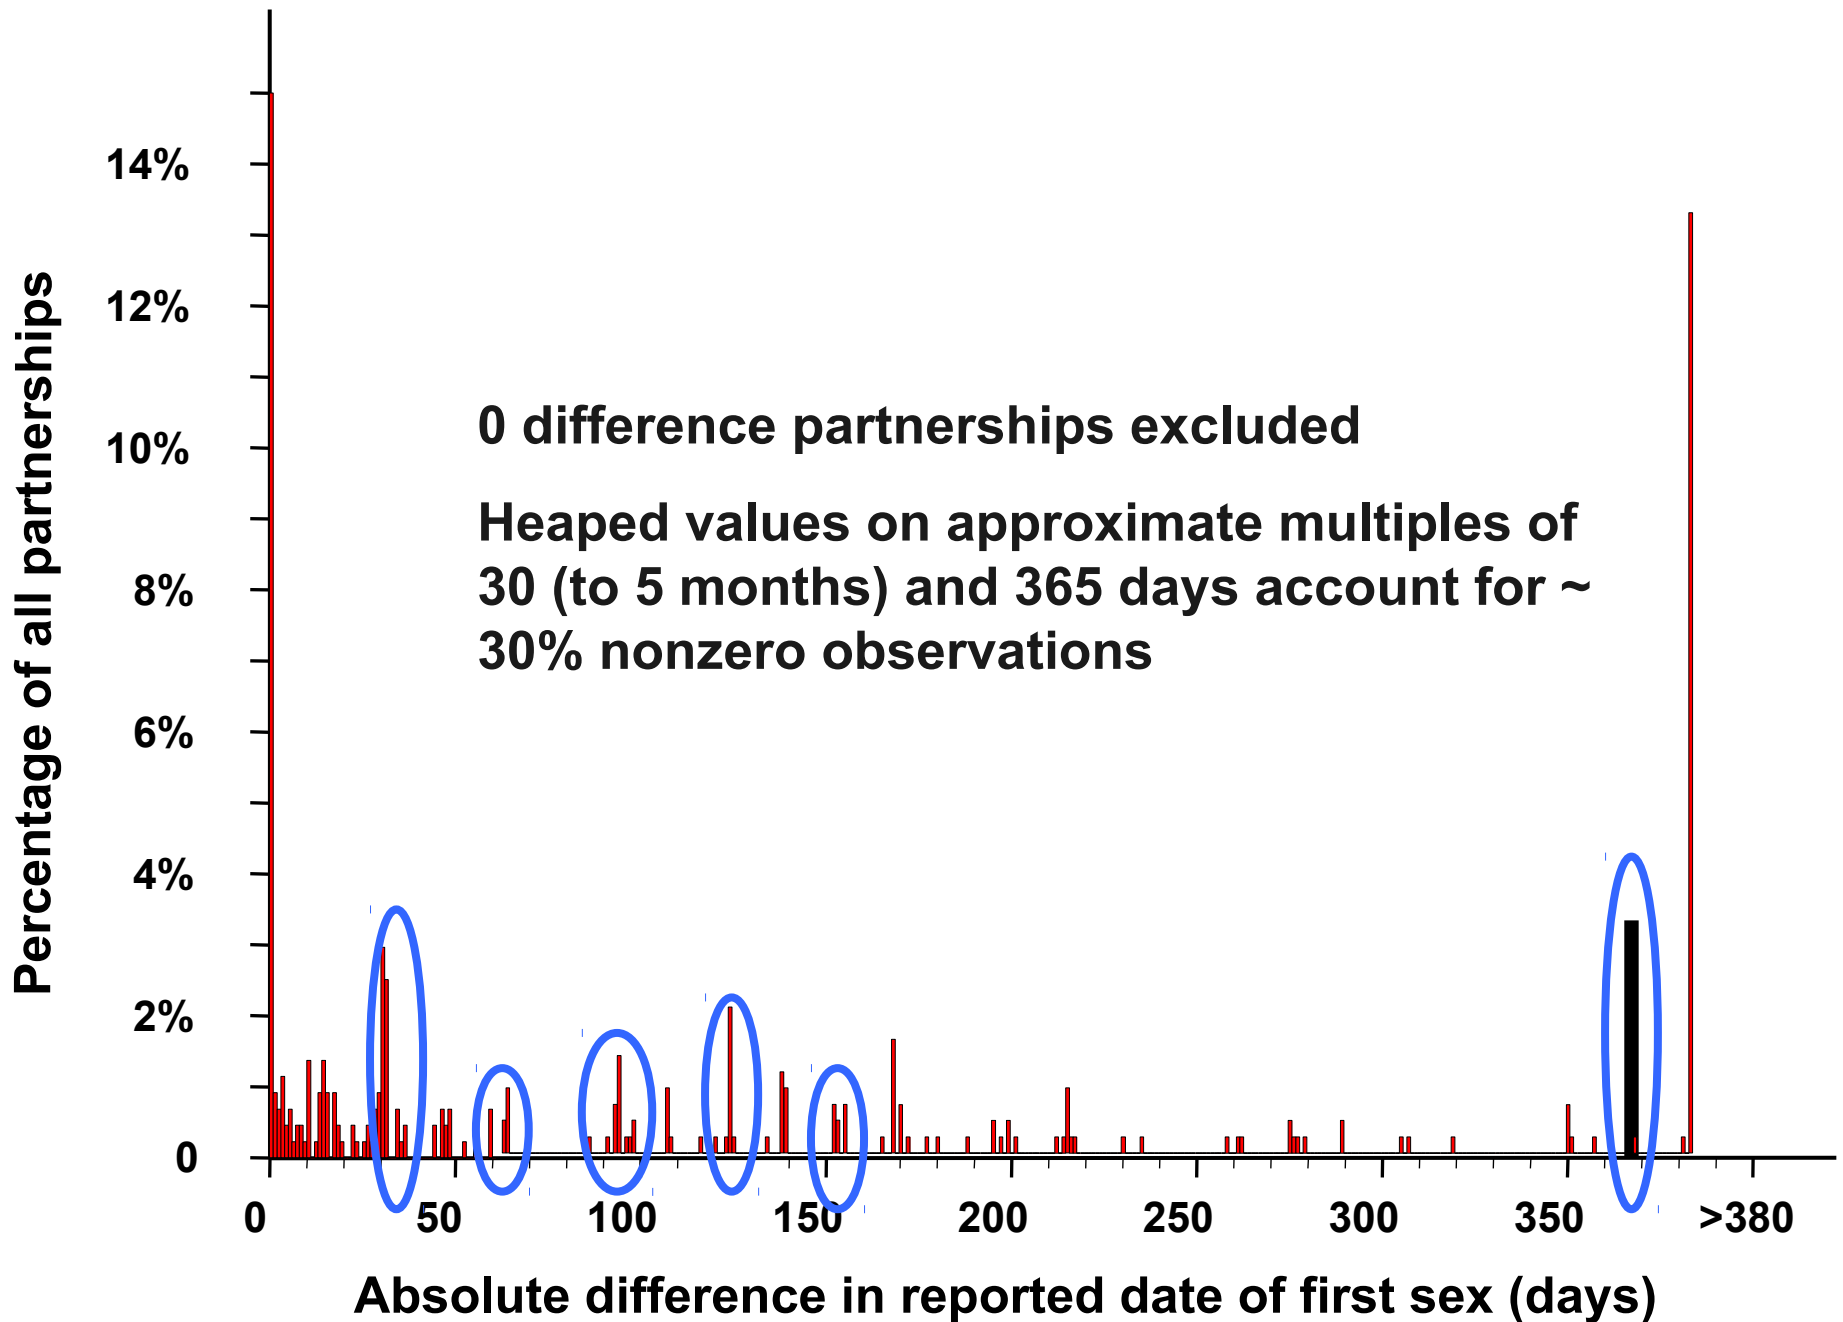 Percentage of all partnerships
14%
12%
10%
8%
6%
4%
2%
0
0 difference partnerships excluded
Heaped values on approximate multiples of
30 (to 5 months) and 365 days account for ~
30% nonzero observations
0 50 100 150 200 250 300 350 >380
Absolute difference in reported date of first sex (days)